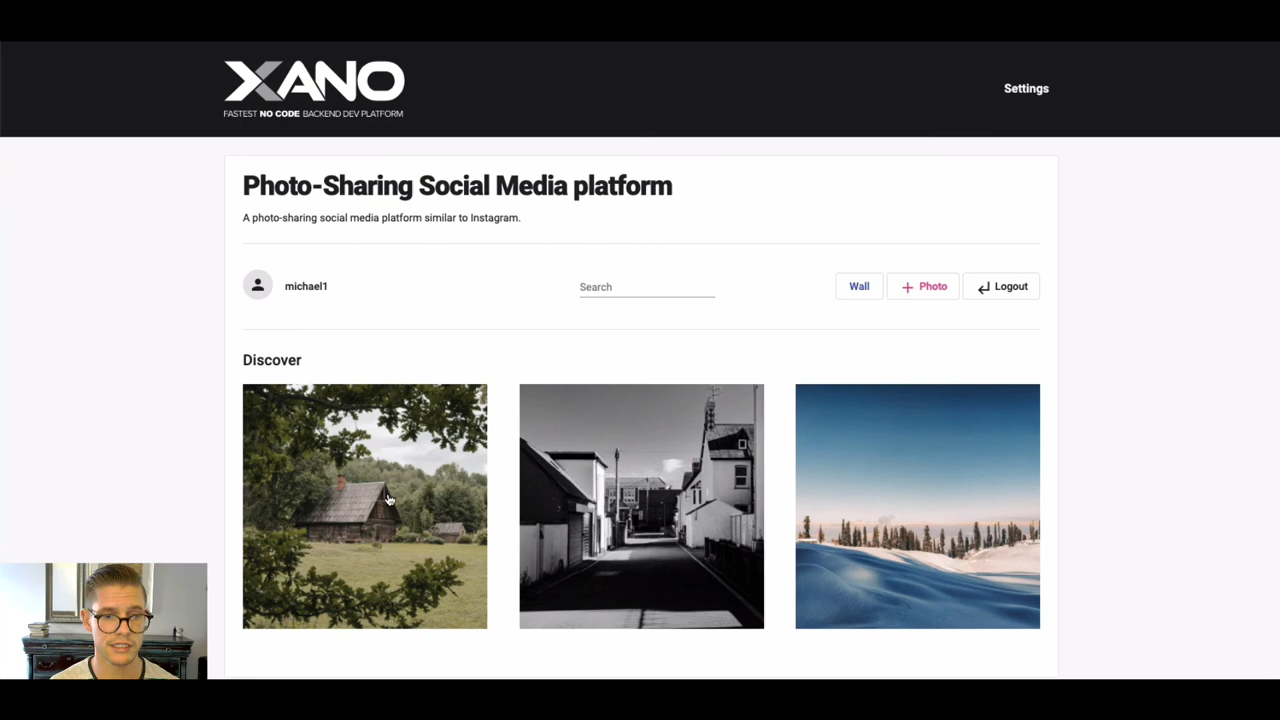 XANO
FASTEST NO CODE BACKEND DEV PLATFORM
Settings
Photo-Sharing Social Media platform
A photo-sharing social media platform similar to Instagram.
michael1
Search
Wall
+ Photo
Logout
Discover